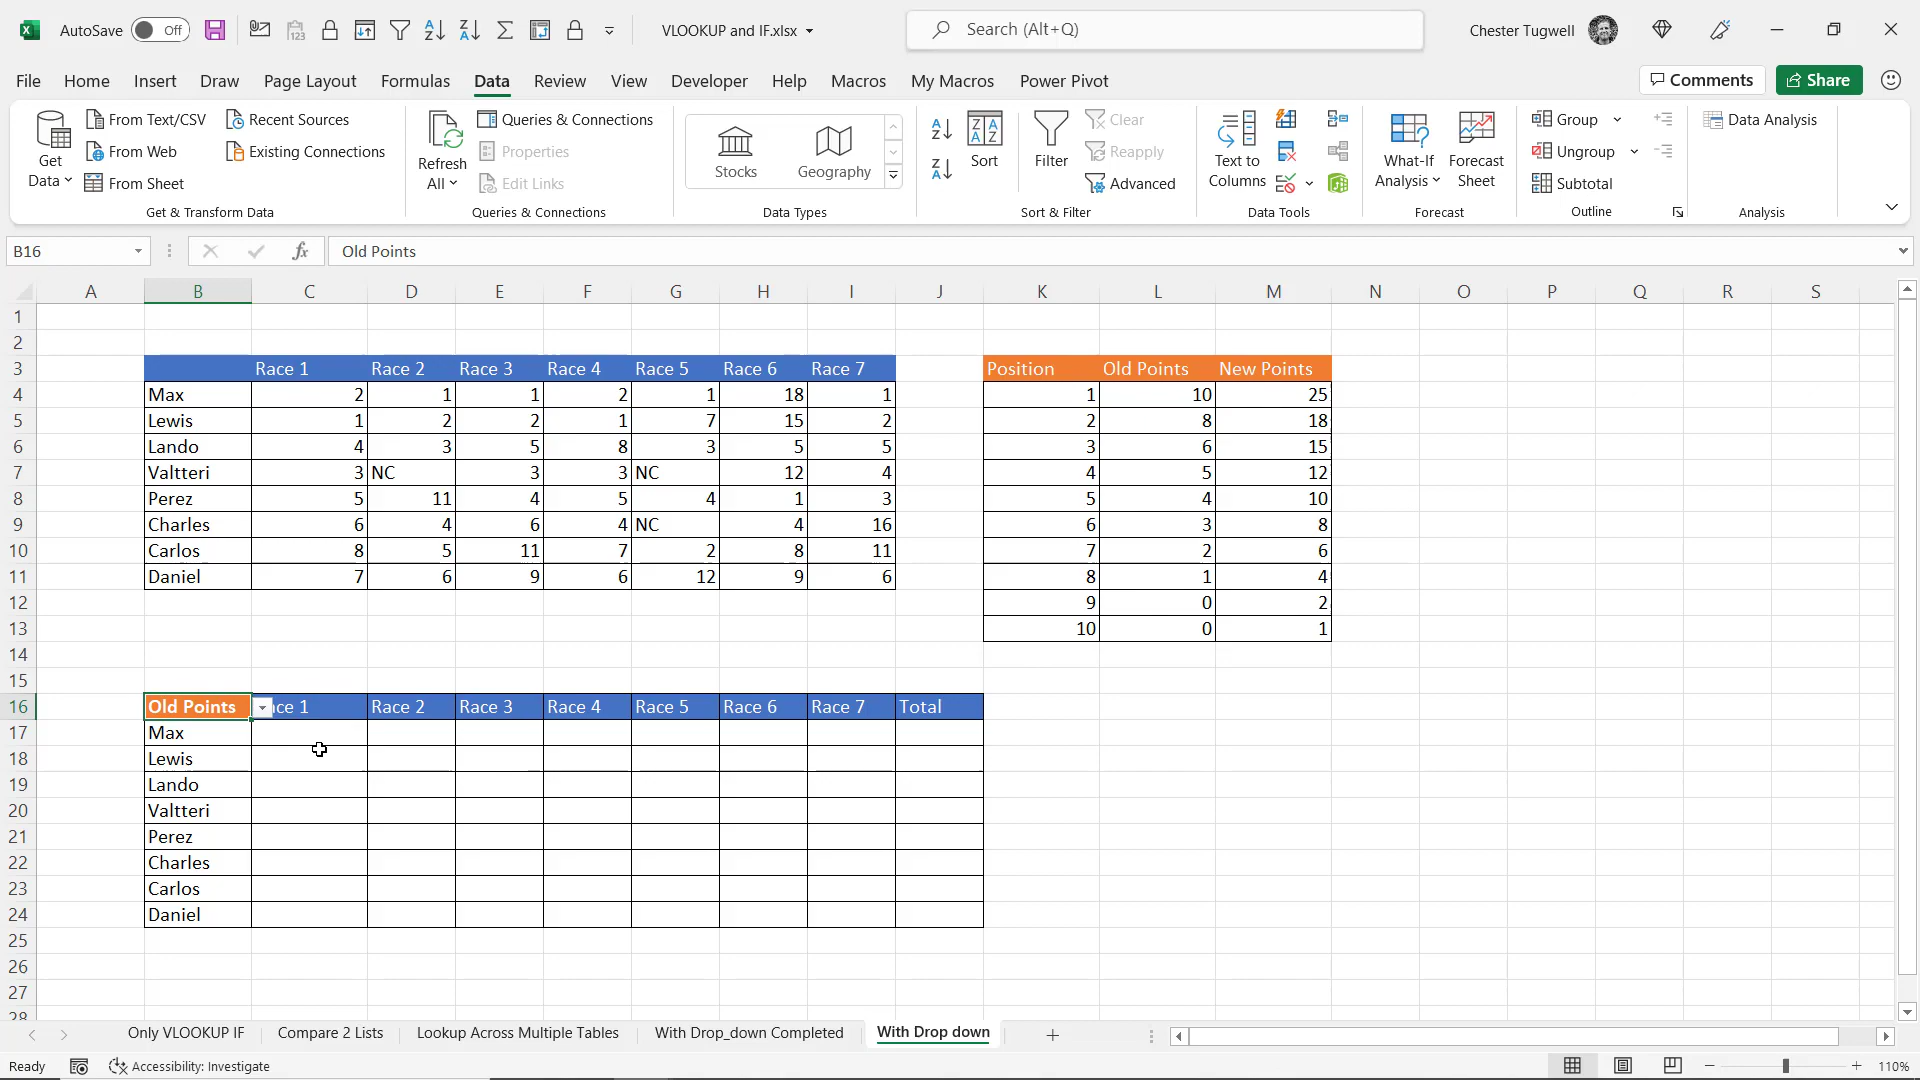 AutoSave Off VLOOKUP and IF.xlsx Search (Alt+Q) Chester Tugwell
File Home Insert Draw Page Layout Formulas Data Review View Developer Help Macros My Macros Power Pivot Comments Share
Get Data From Text/CSV Recent Sources Refresh All Queries & Connections Stocks Geography Sort Filter Clear Text to Columns What-If Analysis Forecast Sheet Group Data Analysis
From Web Existing Connections Properties Reapply Ungroup
From Sheet Edit Links Advanced Subtotal
Get & Transform Data Queries & Connections Data Types Sort & Filter Data Tools Forecast Outline Analysis
B16 fx Old Points
A B C D E F G H I J K L M N O P Q R S
1
2
3 Race 1 Race 2 Race 3 Race 4 Race 5 Race 6 Race 7 Position Old Points New Points
4 Max 2 1 1 2 1 18 1 1 10 25
5 Lewis 1 2 2 1 7 15 2 2 8 18
6 Lando 4 3 5 8 3 5 5 3 6 15
7 Valtteri 3 NC 3 3 NC 12 4 4 5 12
8 Perez 5 11 4 5 4 1 3 5 4 10
9 Charles 6 4 6 4 NC 4 16 6 3 8
10 Carlos 8 5 11 7 2 8 11 7 2 6
11 Daniel 7 6 9 6 12 9 6 8 1 4
12 9 0 2
13 10 0 1
14
15
16 Old Points ce 1 Race 2 Race 3 Race 4 Race 5 Race 6 Race 7 Total
17 Max
18 Lewis
19 Lando
20 Valtteri
21 Perez
22 Charles
23 Carlos
24 Daniel
25
26
27
28
Only VLOOKUP IF Compare 2 Lists Lookup Across Multiple Tables With Drop_down Completed With Drop down
Ready Accessibility: Investigate 110%